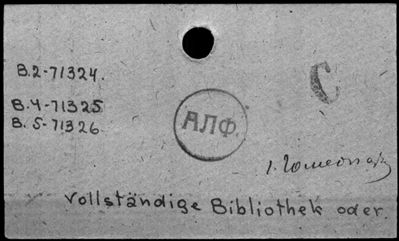 В.2-71324.
В.4-71325
В.5-71326
АЛФ.
С
Vollständige Bibliothek oder.